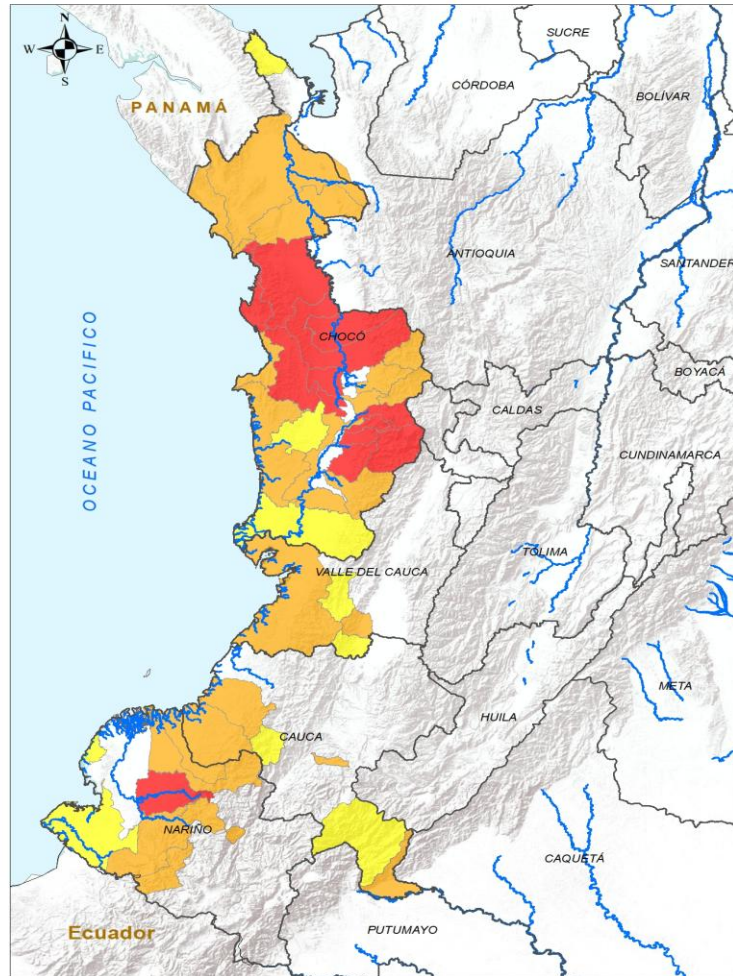 N
W E
S
SUCRE
CÓRDOBA
BOLÍVAR
PANAMÁ
ANTIOQUIA
SANTANDER
OCEANO PACIFICO
CHOCÓ
BOYACÁ
CALDAS
CUNDINAMARCA
TOLIMA
VALLE DEL CAUCA
META
HUILA
CAUCA
NARIÑO
CAQUETÁ
Ecuador
PUTUMAYO